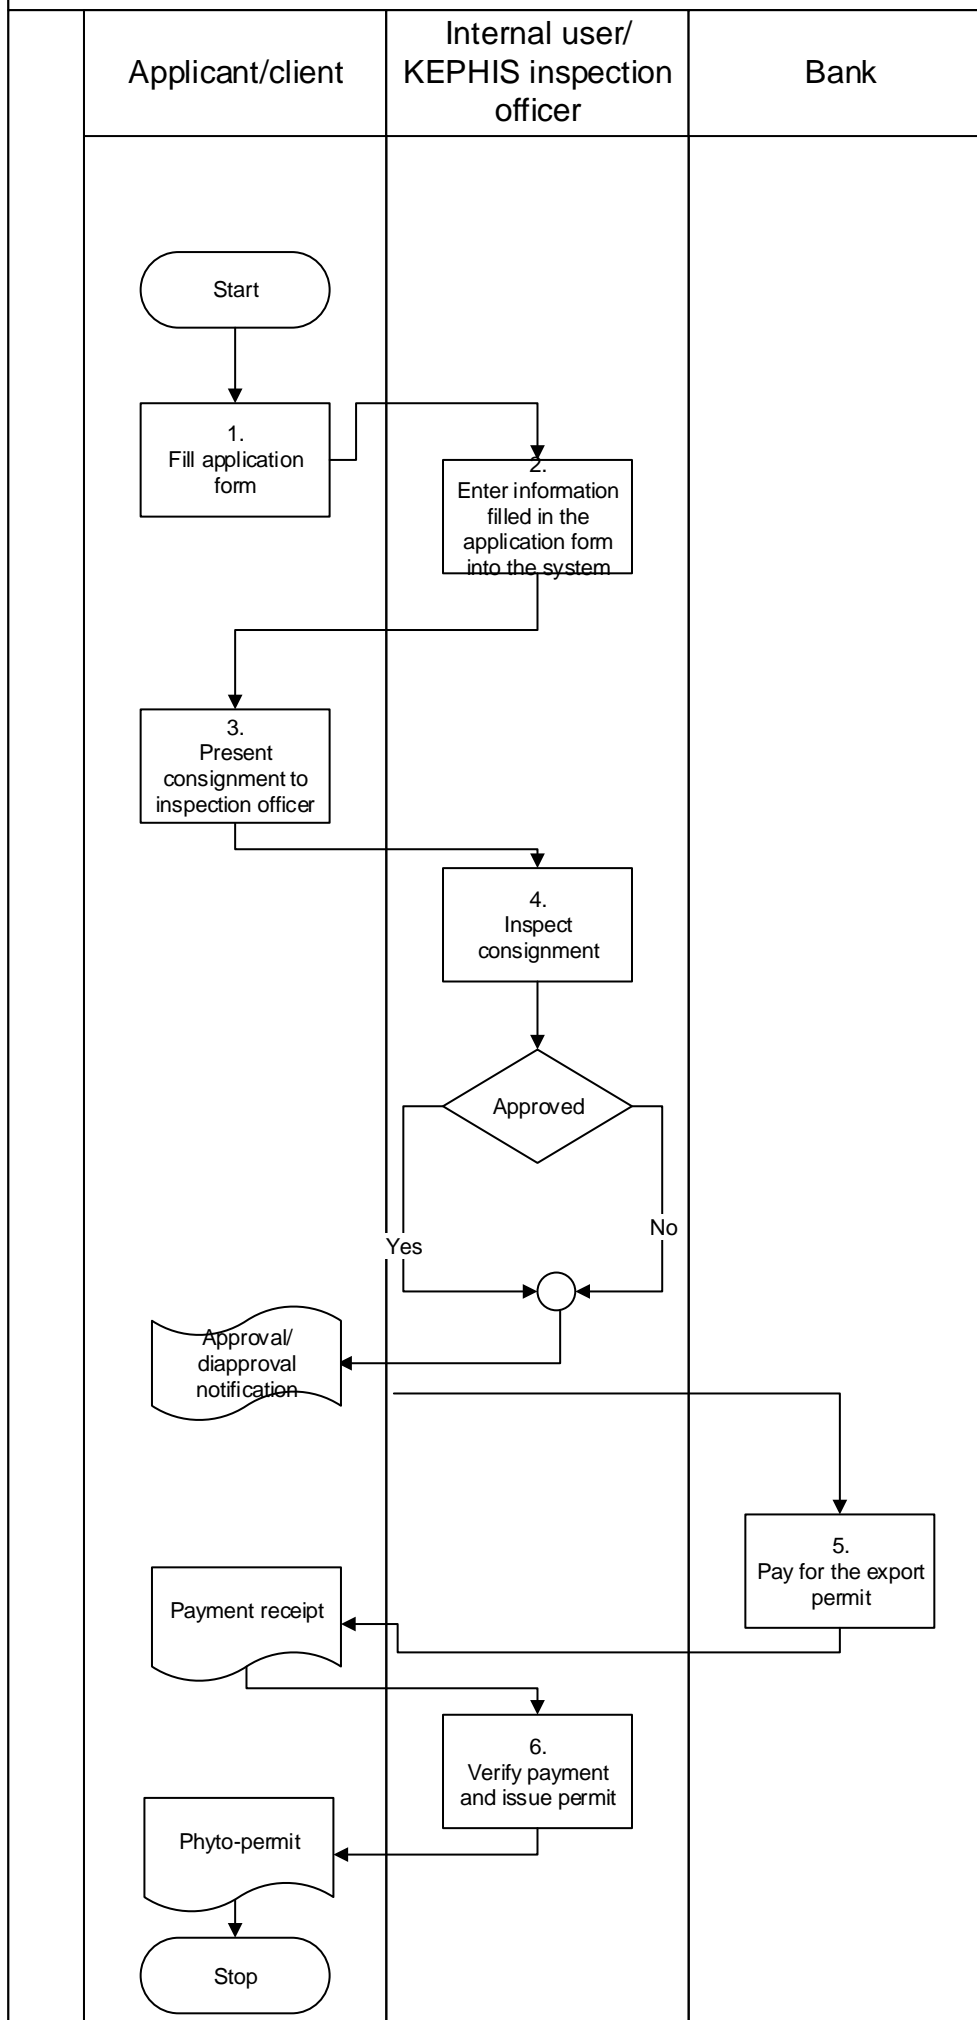 Applicant/client
Internal user/
KEPHIS inspection
officer
Bank
Start
1.
Fill application
form
2.
Enter information
filled in the
application form
into the system
3.
Present
consignment to
inspection officer
4.
Inspect
consignment
Approved
Yes
No
Approval/
diapproval
notification
5.
Pay for the export
permit
Payment receipt
6.
Verify payment
and issue permit
Phyto-permit
Stop